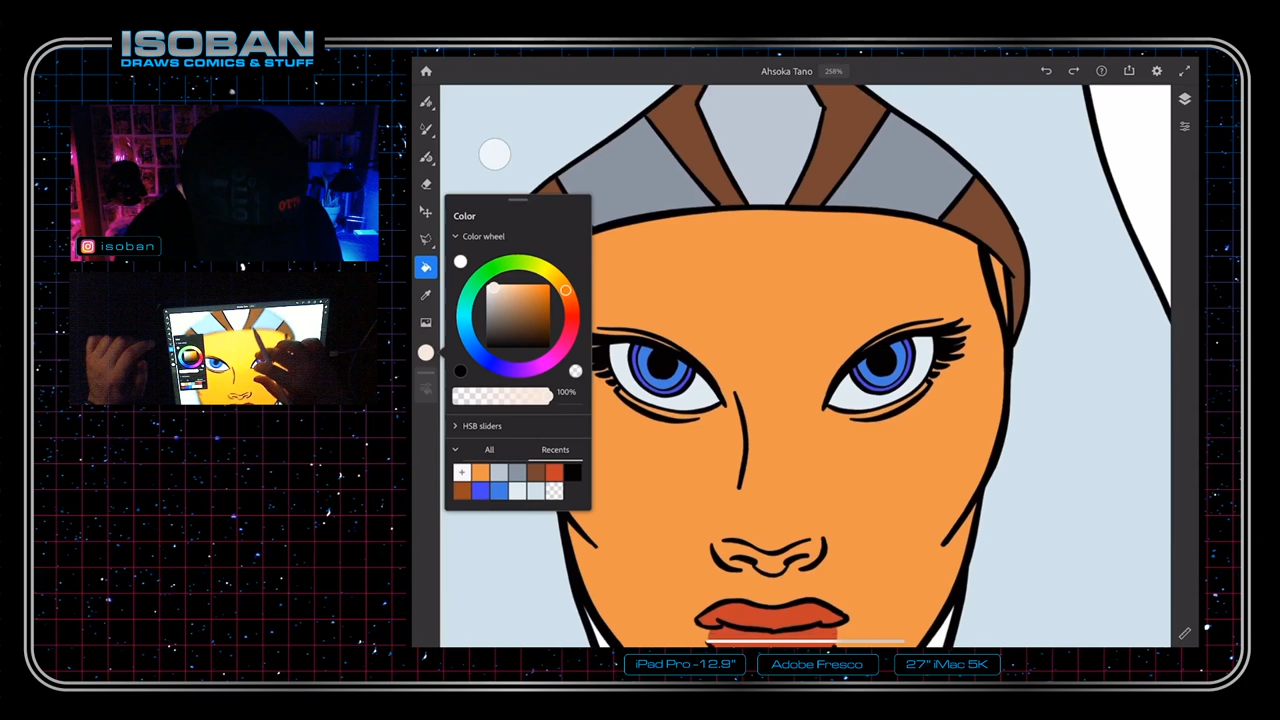 ISOBAN
DRAWS COMICS & STUFF
Ahsoka Tano
258%
isoban
OTTO
Color
Color wheel
100%
HSB sliders
All
Recents
iPad Pro -12.9"
Adobe Fresco
27" iMac 5K